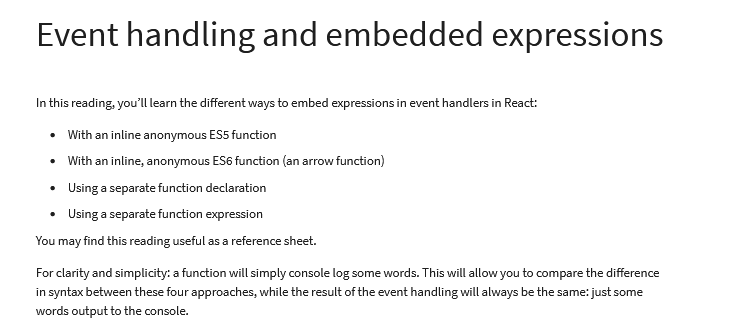 Event handling and embedded expressions
In this reading, you’ll learn the different ways to embed expressions in event handlers in React:
• With an inline anonymous ES5 function
• With an inline, anonymous ES6 function (an arrow function)
• Using a separate function declaration
• Using a separate function expression
You may find this reading useful as a reference sheet.
For clarity and simplicity: a function will simply console log some words. This will allow you to compare the difference
in syntax between these four approaches, while the result of the event handling will always be the same: just some
words output to the console.